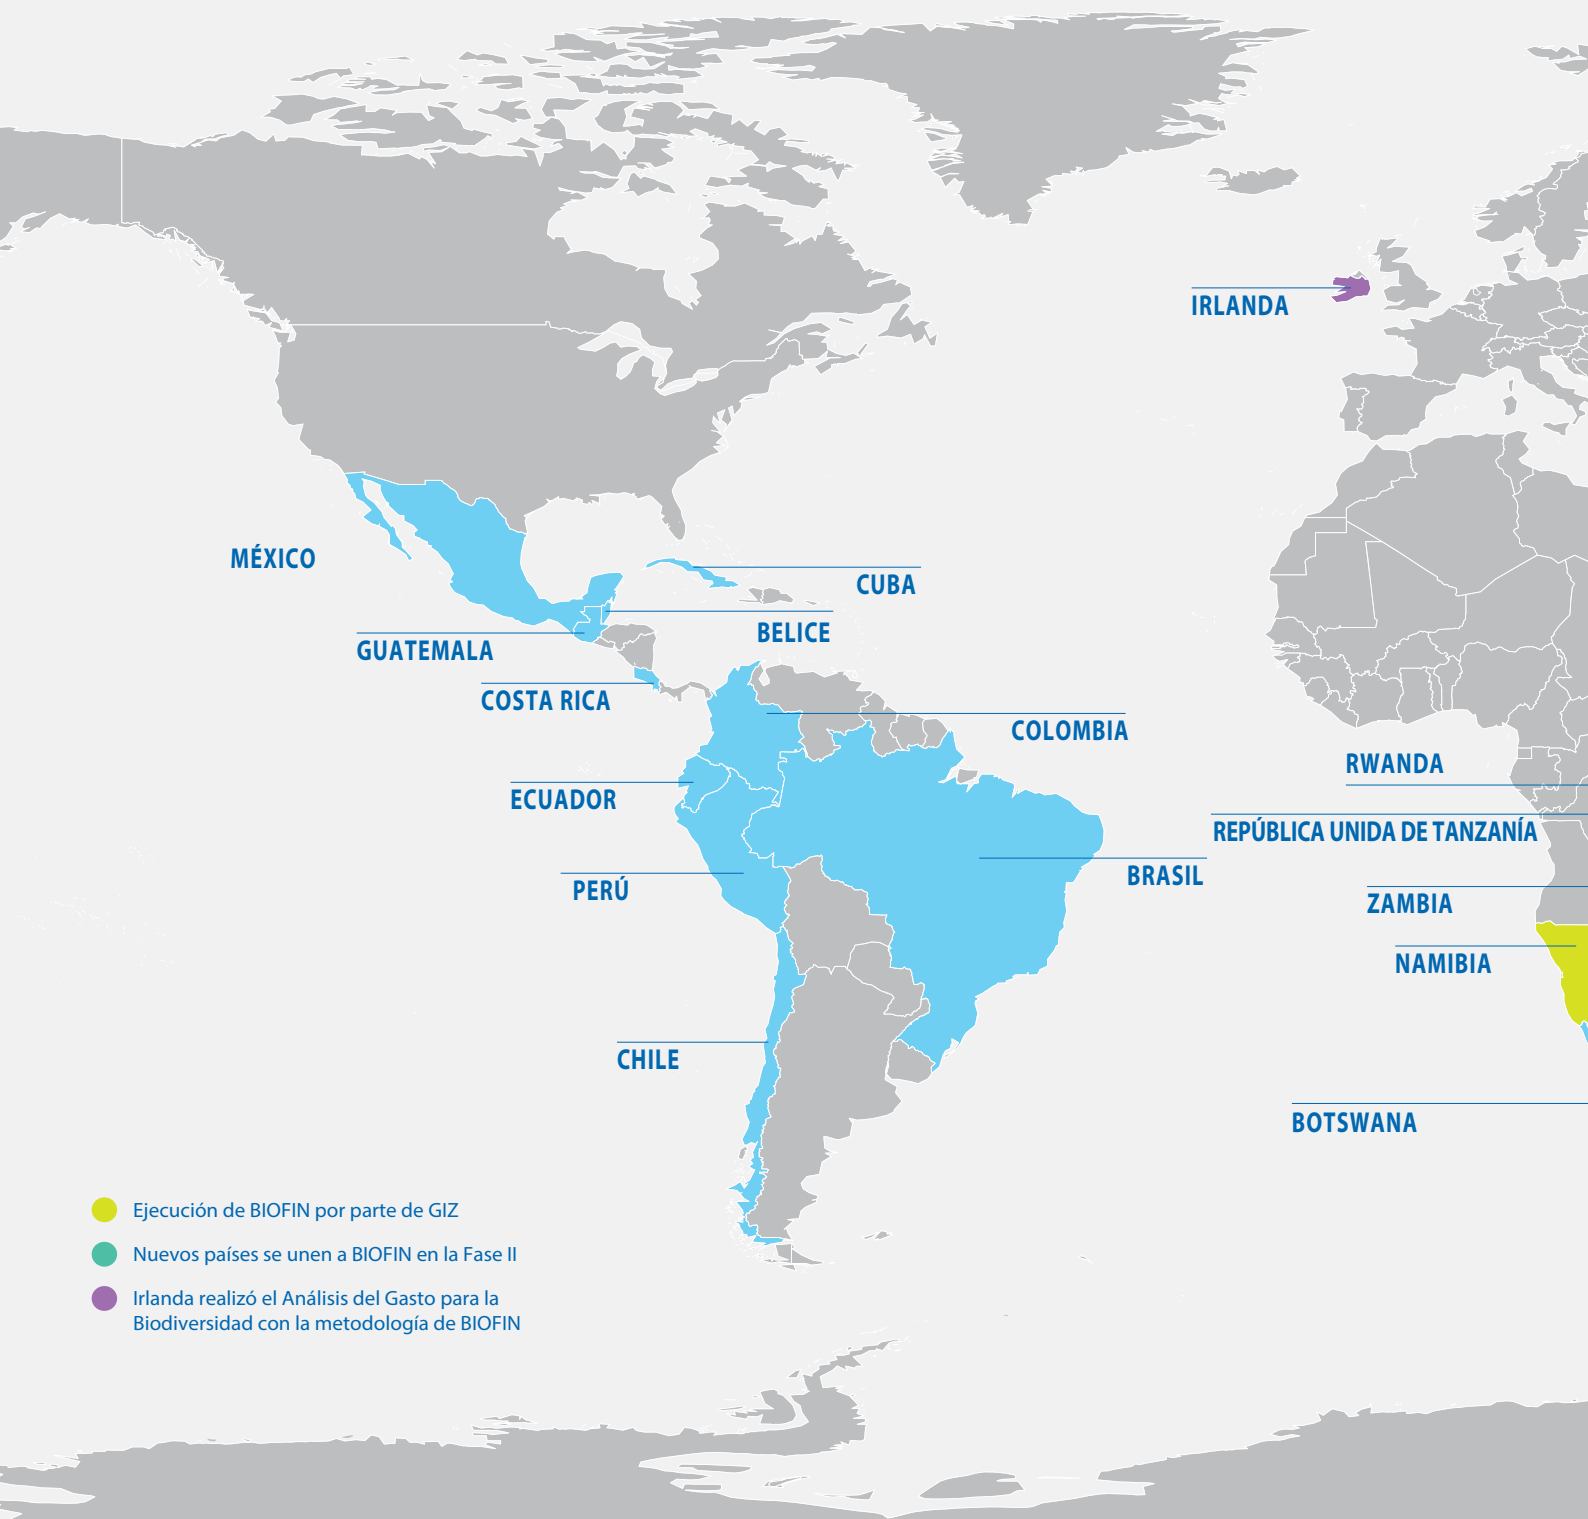 IRLANDA
MÉXICO
CUBA
BELICE
GUATEMALA
COSTA RICA
COLOMBIA
RWANDA
ECUADOR
REPÚBLICA UNIDA DE TANZANÍA
BRASIL
PERÚ
ZAMBIA
NAMIBIA
CHILE
BOTSWANA
Ejecución de BIOFIN por parte de GIZ
Nuevos países se unen a BIOFIN en la Fase II
Irlanda realizó el Análisis del Gasto para la
Biodiversidad con la metodología de BIOFIN